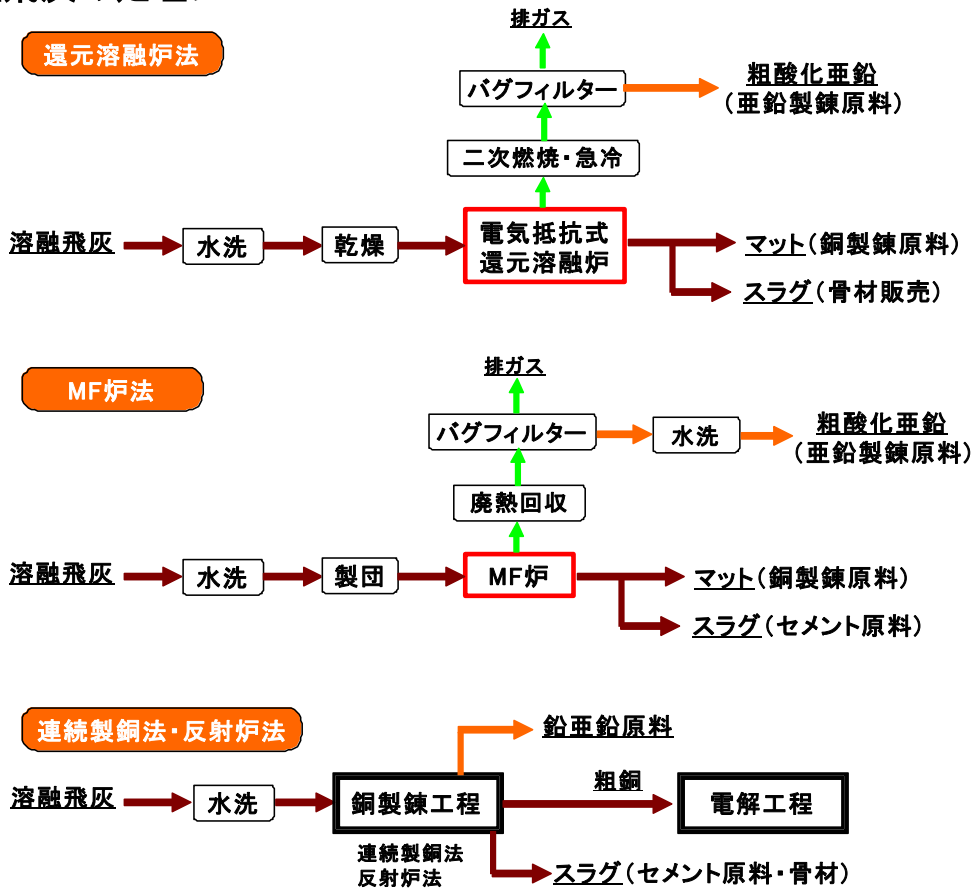 還元溶融炉法
排ガス
バグフィルター
粗酸化亜鉛
(亜鉛製錬原料)
二次燃焼・急冷
溶融飛灰
水洗
乾燥
電気抵抗式
還元溶融炉
マット(銅製錬原料)
スラグ(骨材販売)
MF炉法
排ガス
バグフィルター
水洗
粗酸化亜鉛
(亜鉛製錬原料)
廃熱回収
溶融飛灰
水洗
製団
MF炉
マット(銅製錬原料)
スラグ(セメント原料)
連続製銅法・反射炉法
鉛亜鉛原料
溶融飛灰
水洗
銅製錬工程
粗銅
電解工程
連続製銅法
反射炉法
スラグ(セメント原料・骨材)